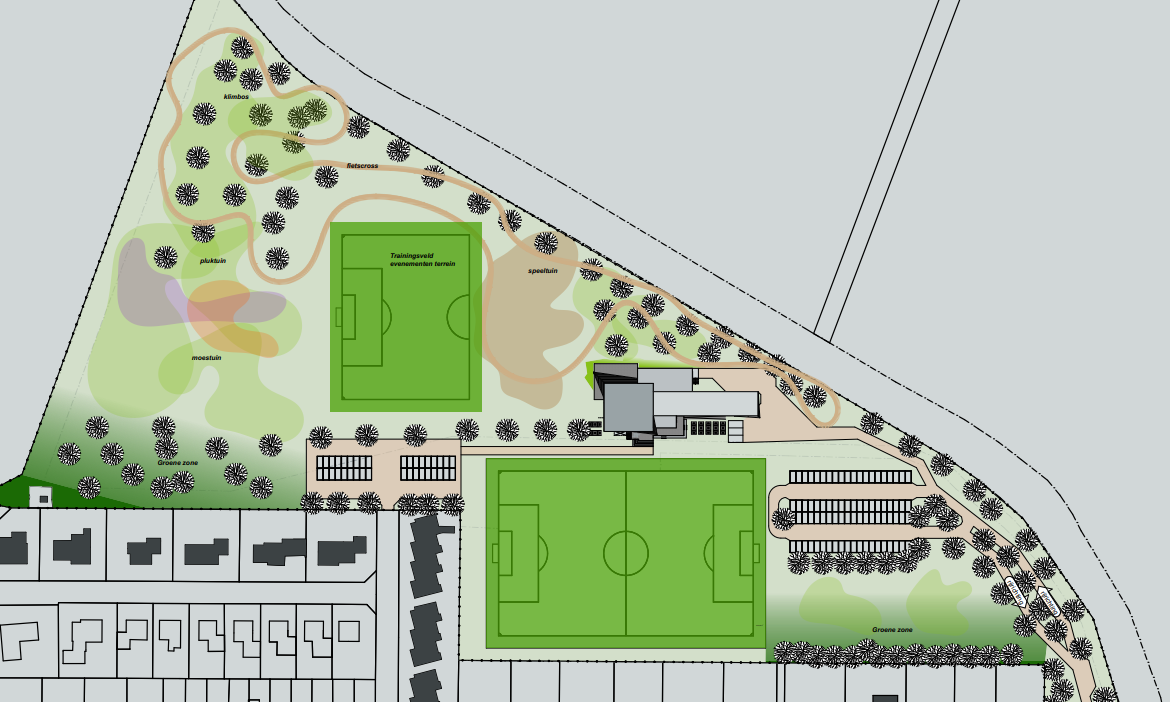 klimbos
fietscross
Trainingsveld
evenementen terrein
speeltuin
pluktuin
moestuin
Groene zone
Groene zone